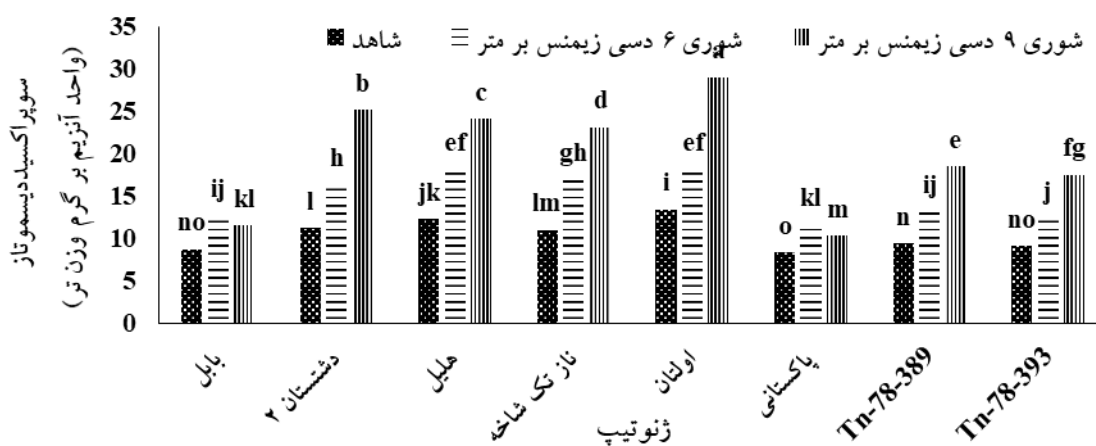 سوپراکسیددیسموتاز
(واحد آنزیم بر گرم وزن تر)
35
30
25
20
15
10
5
0
شاهد
شوری ۶ دسی زیمنس بر متر
شوری ۹ دسی زیمنس بر متر
no ij kl
l h b
jk ef c
lm gh d
i ef a
o kl m
n ij e
no j fg
بابل
دشتستان ۲
هلیل
ناز تک شاخه
اولتان
پاکستانی
Tn-78-389
Tn-78-393
ژنوتیپ